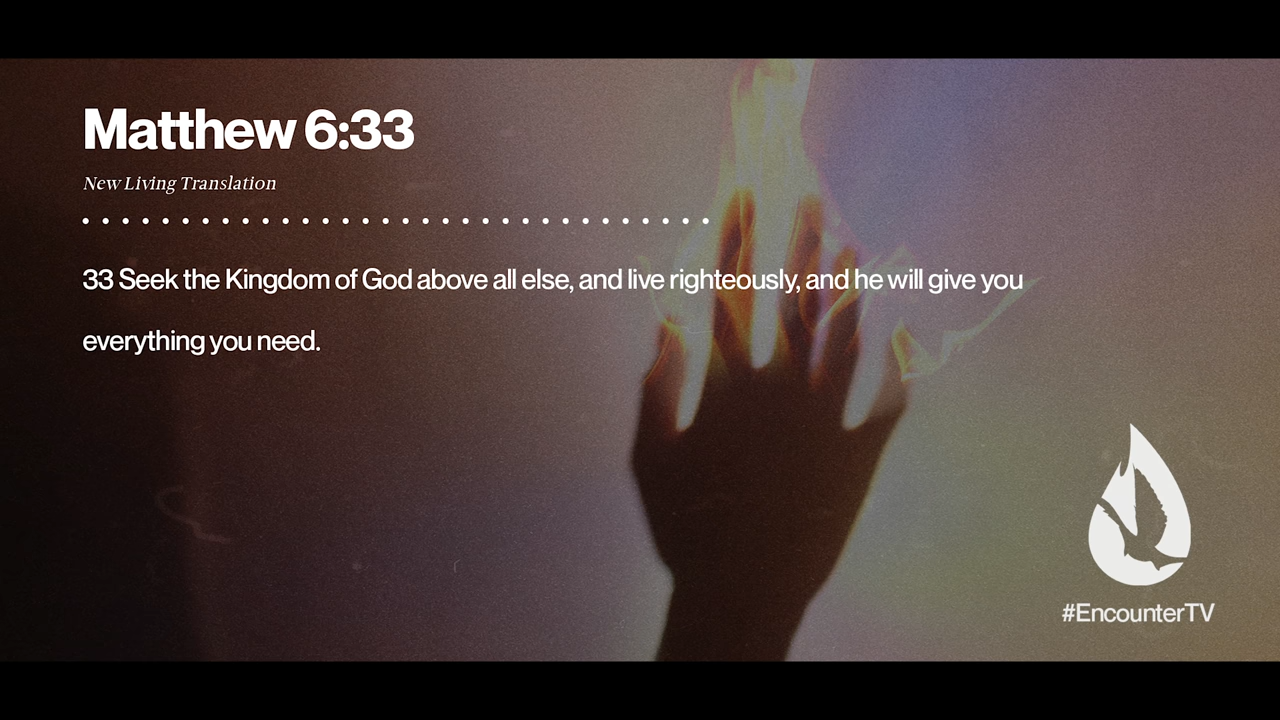 Matthew 6:33
New Living Translation
33 Seek the Kingdom of God above all else, and live righteously, and he will give you
everything you need.
#EncounterTV